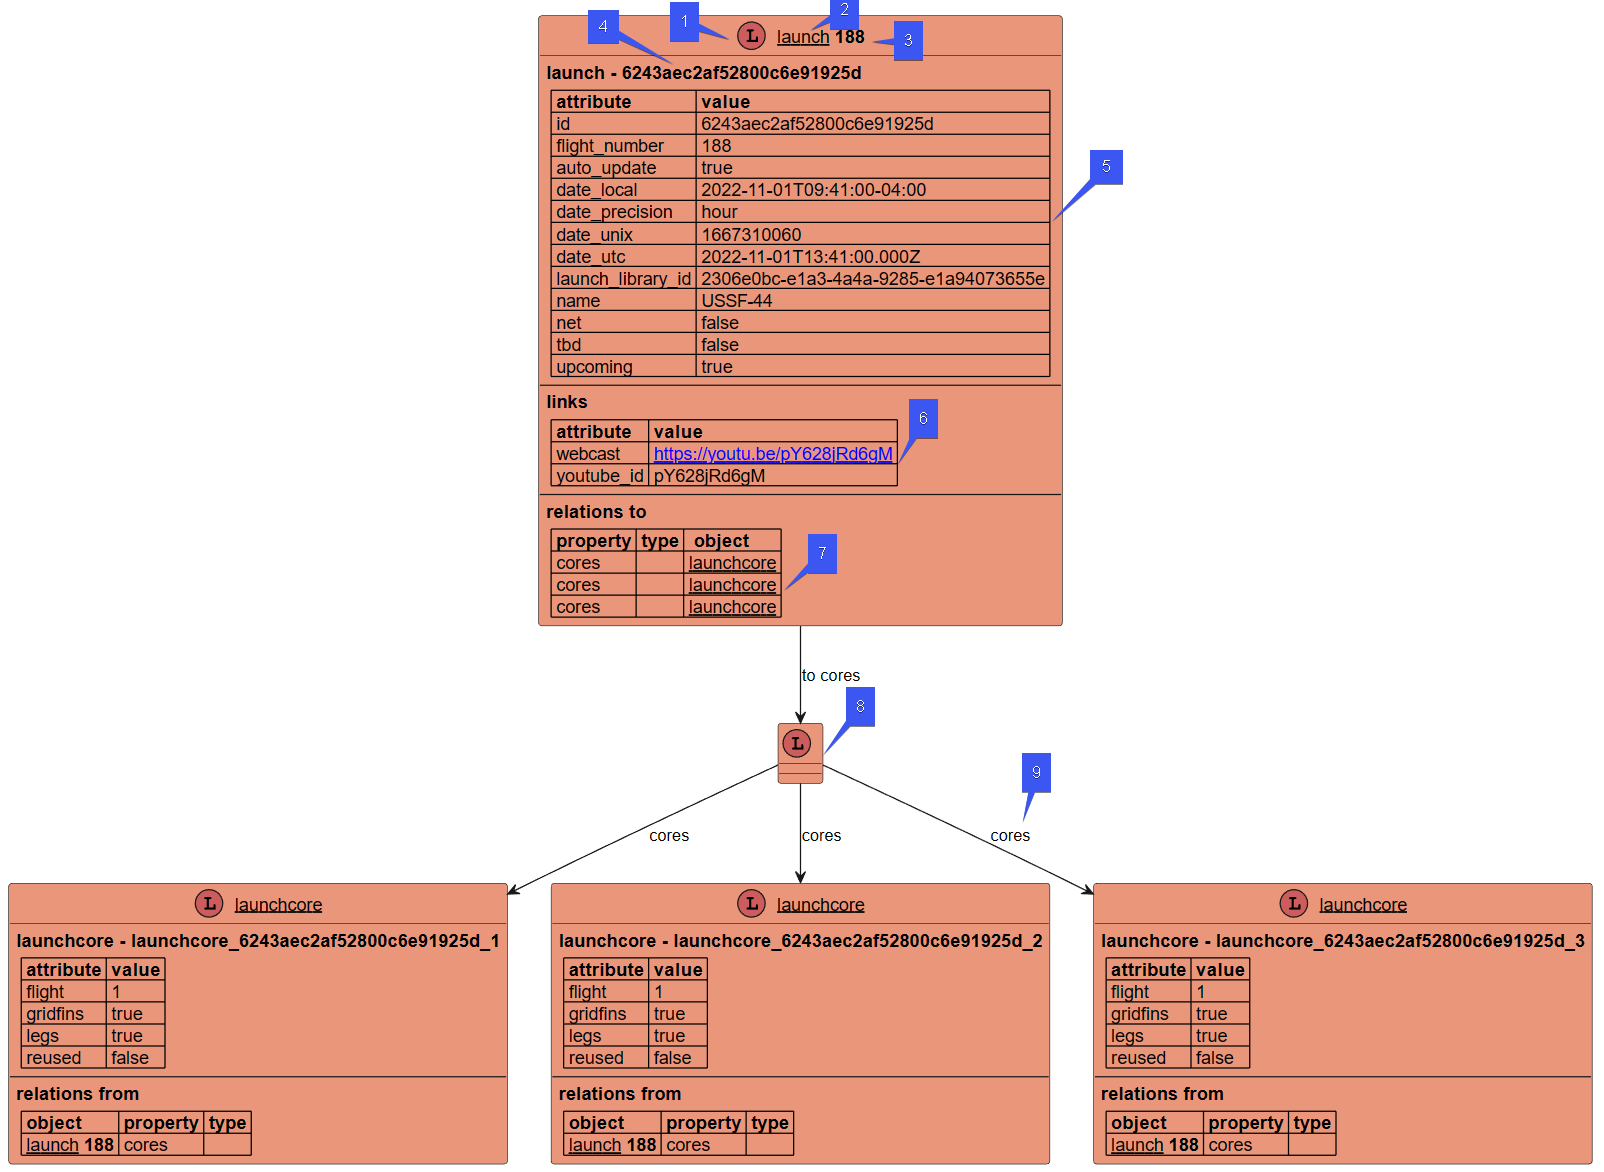 4 1 2
L launch 188 3
launch - 6243aec2af52800c6e91925d
attribute value
id 6243aec2af52800c6e91925d
flight_number 188
auto_update true 5
date_local 2022-11-01T09:41:00-04:00
date_precision hour
date_unix 1667310060
date_utc 2022-11-01T13:41:00.000Z
launch_library_id 2306e0bc-e1a3-4a4a-9285-e1a94073655e
name USSF-44
net false
tbd false
upcoming true
links 6
attribute value
webcast https://youtu.be/pY628jRd6gM
youtube_id pY628jRd6gM
relations to
property type object
cores launchcore 7
cores launchcore
cores launchcore
to cores
8
L
9
cores cores cores
L launchcore
launchcore - launchcore_6243aec2af52800c6e91925d_1
attribute value
flight 1
gridfins true
legs true
reused false
relations from
object property type
launch 188 cores
L launchcore
launchcore - launchcore_6243aec2af52800c6e91925d_2
attribute value
flight 1
gridfins true
legs true
reused false
relations from
object property type
launch 188 cores
L launchcore
launchcore - launchcore_6243aec2af52800c6e91925d_3
attribute value
flight 1
gridfins true
legs true
reused false
relations from
object property type
launch 188 cores